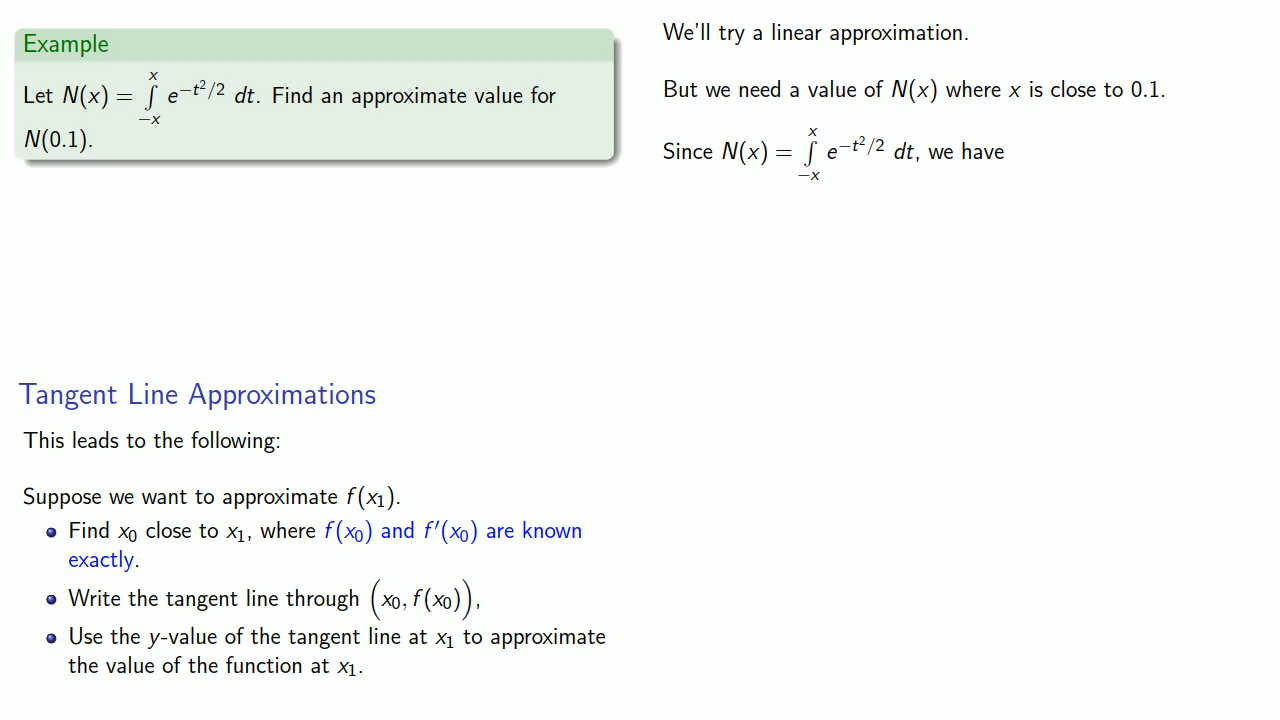 Example
Let N(x) = ∫_{−x}^{x} e^{−t²/2} dt. Find an approximate value for
N(0.1).
Tangent Line Approximations
This leads to the following:
Suppose we want to approximate f(x₁).
• Find x₀ close to x₁, where f(x₀) and f′(x₀) are known
exactly.
• Write the tangent line through (x₀, f(x₀)),
• Use the y-value of the tangent line at x₁ to approximate
the value of the function at x₁.
We'll try a linear approximation.
But we need a value of N(x) where x is close to 0.1.
Since N(x) = ∫_{−x}^{x} e^{−t²/2} dt, we have